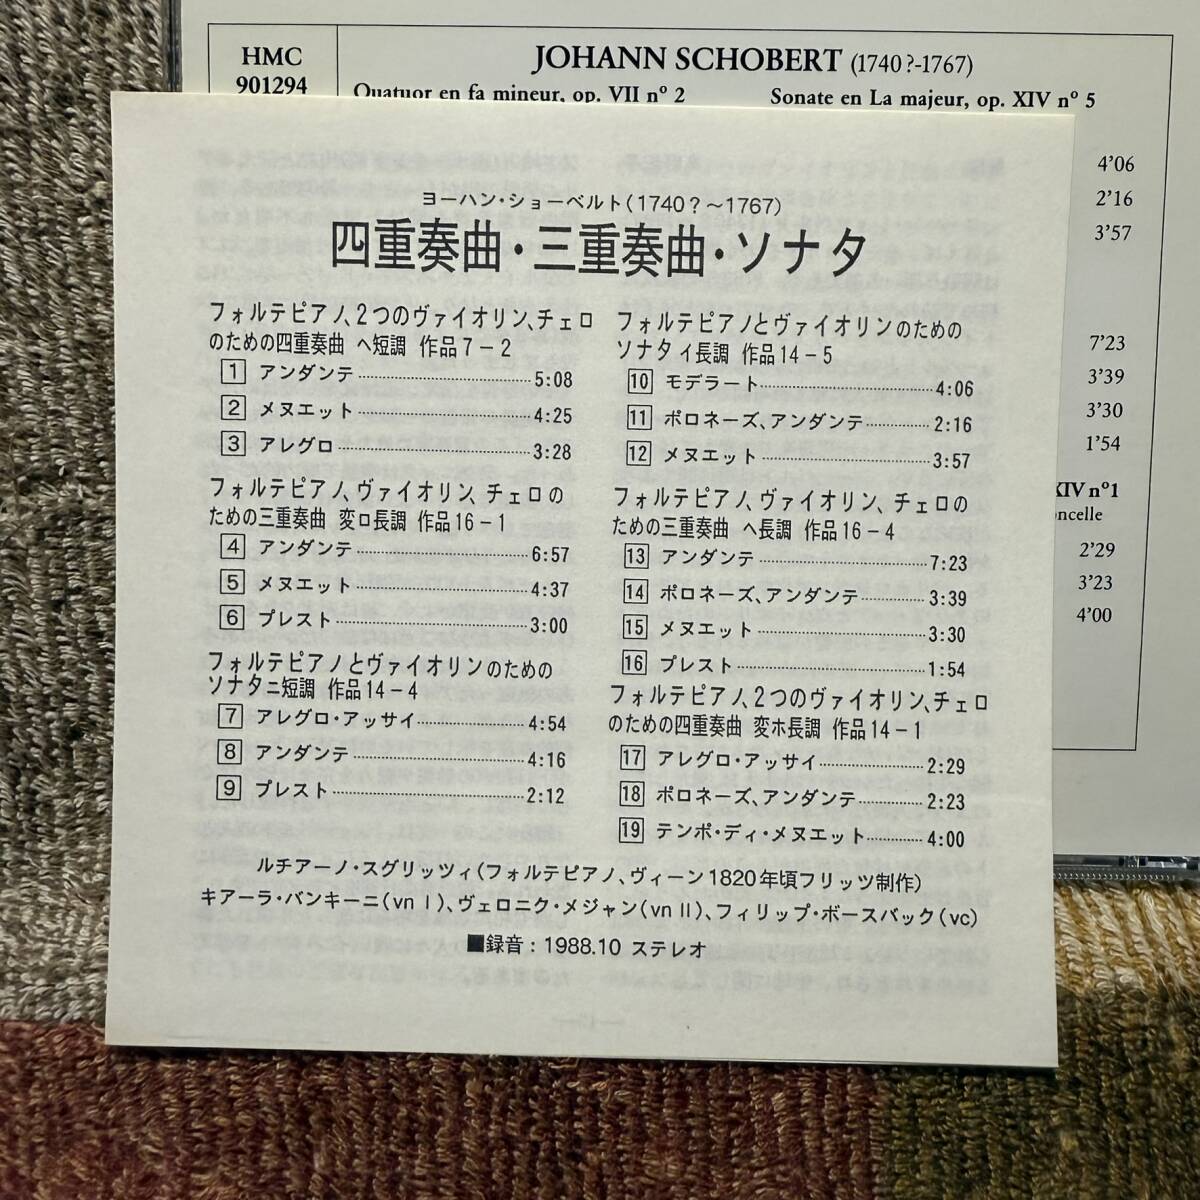 HMC
901294
JOHANN SCHOBERT (1740?-1767)
Quatuor en fa mineur, op. VII nº 2
Sonate en La majeur, op. XIV nº 5
4’06
2’16
3’57
7’23
3’39
3’30
1’54
XIV nº1
oncelle
2’29
3’23
4’00
ヨーハン・ショーベルト(1740?～1767)
四重奏曲・三重奏曲・ソナタ
フォルテピアノ、2つのヴァイオリン、チェロ
のための四重奏曲 ヘ短調 作品7－2
1 アンダンテ 5:08
2 メヌエット 4:25
3 アレグロ 3:28
フォルテピアノ、ヴァイオリン、チェロの
ための三重奏曲 変ロ長調 作品16－1
4 アンダンテ 6:57
5 メヌエット 4:37
6 プレスト 3:00
フォルテピアノとヴァイオリンのための
ソナタニ短調 作品14－4
7 アレグロ・アッサイ 4:54
8 アンダンテ 4:16
9 プレスト 2:12
フォルテピアノとヴァイオリンのための
ソナタイ長調 作品14－5
10 モデラート 4:06
11 ポロネーズ、アンダンテ 2:16
12 メヌエット 3:57
フォルテピアノ、ヴァイオリン、チェロの
ための三重奏曲 ヘ長調 作品16－4
13 アンダンテ 7:23
14 ポロネーズ、アンダンテ 3:39
15 メヌエット 3:30
16 プレスト 1:54
フォルテピアノ、2つのヴァイオリン、チェロ
のための四重奏曲 変ホ長調 作品14－1
17 アレグロ・アッサイ 2:29
18 ポロネーズ、アンダンテ 2:23
19 テンポ・ディ・メヌエット 4:00
ルチアーノ・スグリッツィ(フォルテピアノ、ヴィーン1820年頃フリッツ制作)
キアーラ・バンキーニ(vn I)、ヴェロニク・メジャン(vn II)、フィリップ・ボースバック(vc)
■録音：1988.10 ステレオ